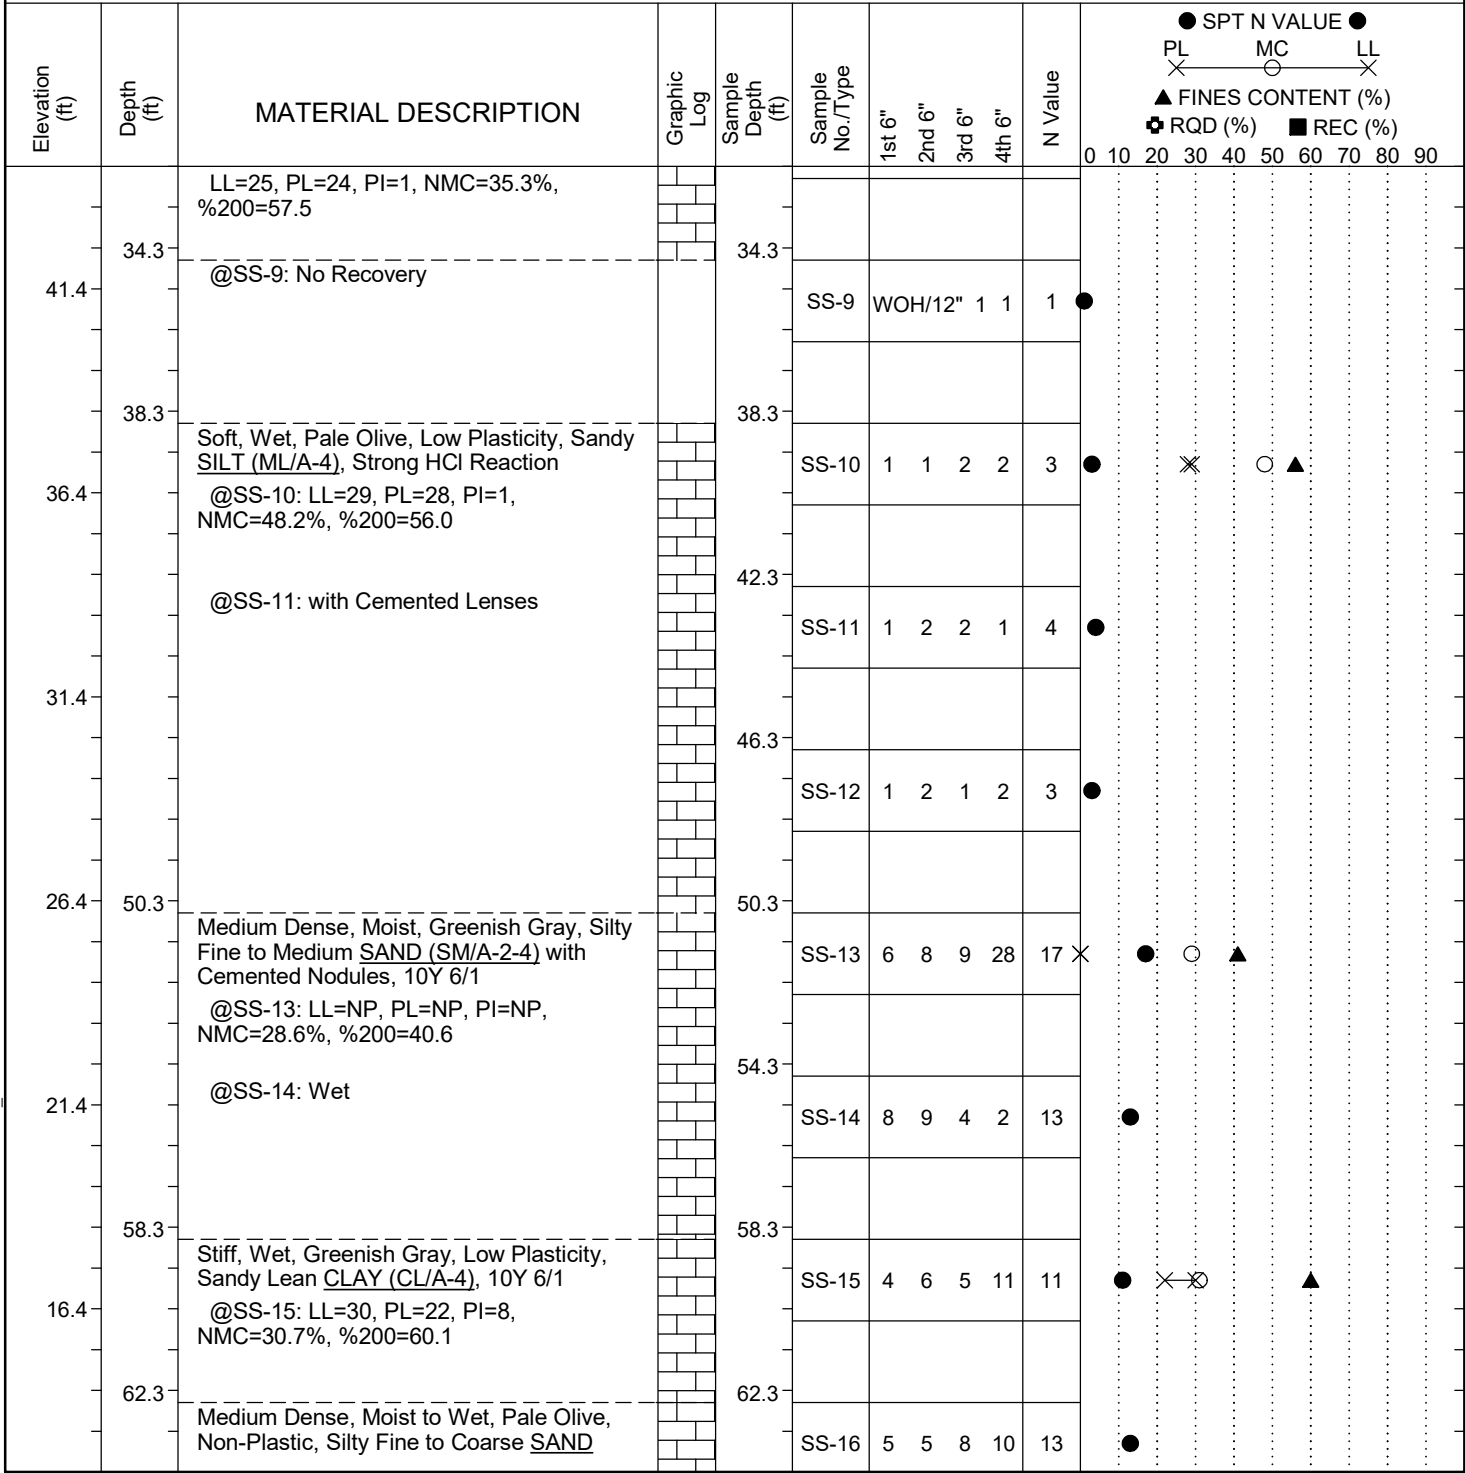 Elevation (ft)
Depth (ft)
MATERIAL DESCRIPTION
Graphic Log
Sample Depth (ft)
Sample No./Type
1st 6"
2nd 6"
3rd 6"
4th 6"
N Value
SPT N VALUE
PL MC LL
FINES CONTENT (%)
RQD (%) REC (%)
0 10 20 30 40 50 60 70 80 90
LL=25, PL=24, PI=1, NMC=35.3%,
%200=57.5
34.3 34.3
@SS-9: No Recovery
41.4
SS-9 WOH/12" 1 1 1
38.3 38.3
Soft, Wet, Pale Olive, Low Plasticity, Sandy
SILT (ML/A-4), Strong HCl Reaction
SS-10 1 1 2 2 3
36.4
@SS-10: LL=29, PL=28, PI=1,
NMC=48.2%, %200=56.0
42.3
@SS-11: with Cemented Lenses
SS-11 1 2 2 1 4
31.4
46.3
SS-12 1 2 1 2 3
26.4 50.3 50.3
Medium Dense, Moist, Greenish Gray, Silty
Fine to Medium SAND (SM/A-2-4) with
Cemented Nodules, 10Y 6/1
SS-13 6 8 9 28 17
@SS-13: LL=NP, PL=NP, PI=NP,
NMC=28.6%, %200=40.6
54.3
@SS-14: Wet
21.4
SS-14 8 9 4 2 13
58.3 58.3
Stiff, Wet, Greenish Gray, Low Plasticity,
Sandy Lean CLAY (CL/A-4), 10Y 6/1
SS-15 4 6 5 11 11
16.4
@SS-15: LL=30, PL=22, PI=8,
NMC=30.7%, %200=60.1
62.3 62.3
Medium Dense, Moist to Wet, Pale Olive,
Non-Plastic, Silty Fine to Coarse SAND
SS-16 5 5 8 10 13